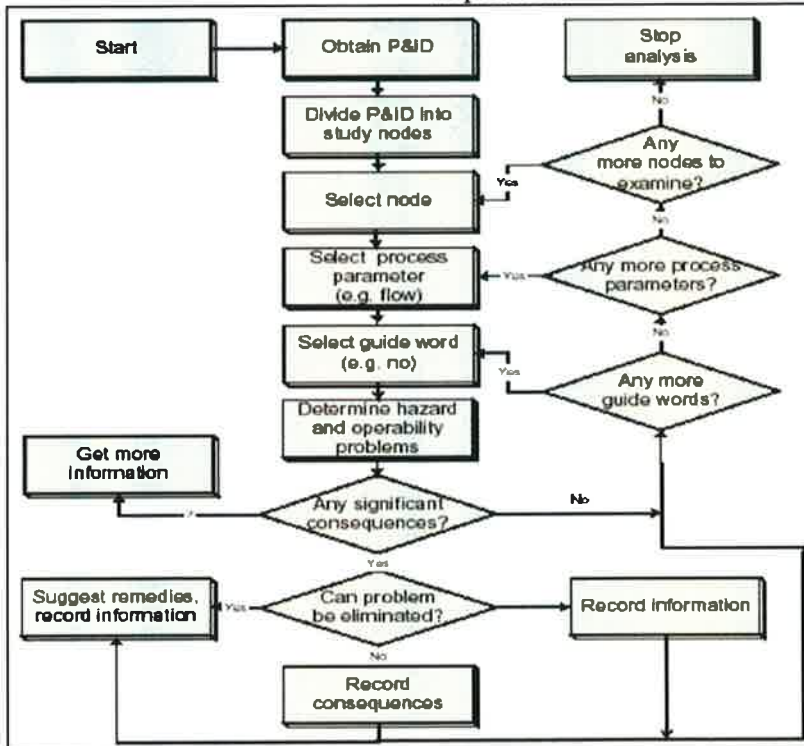 Start
Obtain P&ID
Stop
analysis
Divide P&ID into
study nodes
No
Any
more nodes to
examine?
Yes
Select node
No
Select process
parameter
(e.g. flow)
Yes
Any more process
parameters?
No
Select guide word
(e.g. no)
Yes
Any more
guide words?
Determine hazard
and operability
problems
Get more
information
?
Any significant
consequences?
No
Yes
Suggest remedies,
record information
Yes
Can problem
be eliminated?
Record information
No
Record
consequences